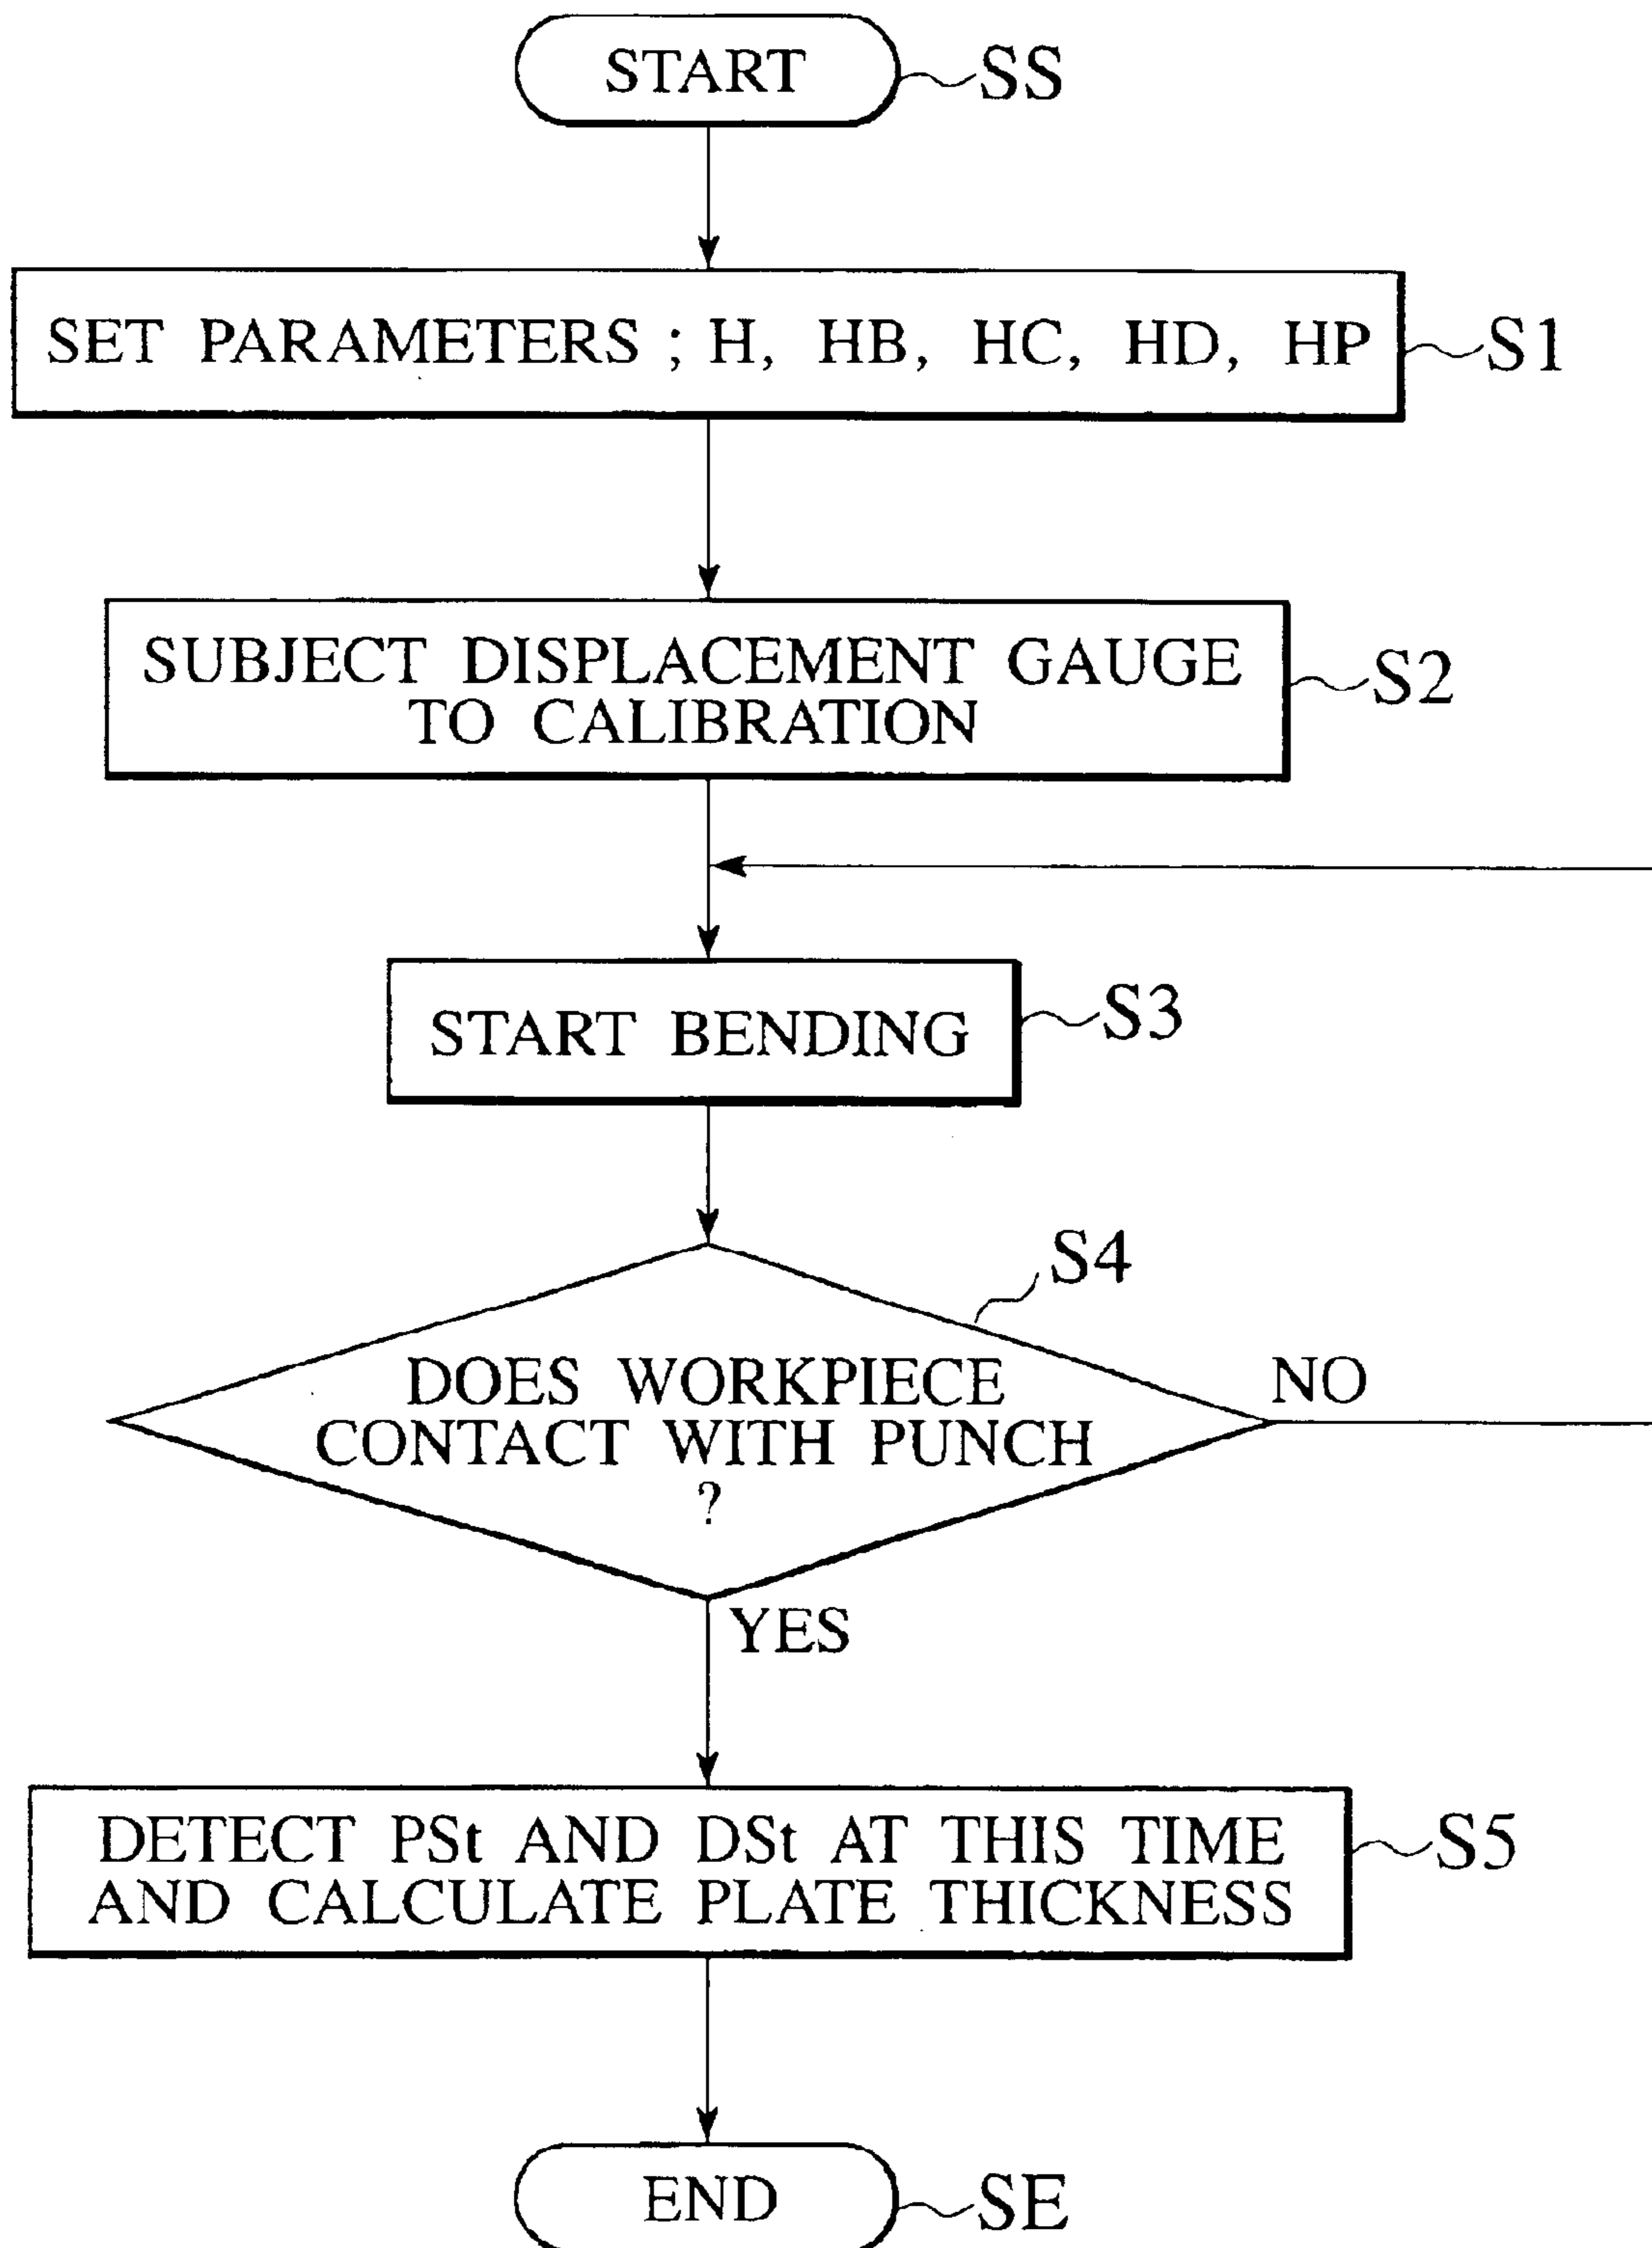 START
SS
SET PARAMETERS ; H, HB, HC, HD, HP
S1
SUBJECT DISPLACEMENT GAUGE
TO CALIBRATION
S2
START BENDING
S3
S4
DOES WORKPIECE
CONTACT WITH PUNCH
?
NO
YES
DETECT PSt AND DSt AT THIS TIME
AND CALCULATE PLATE THICKNESS
S5
END
SE